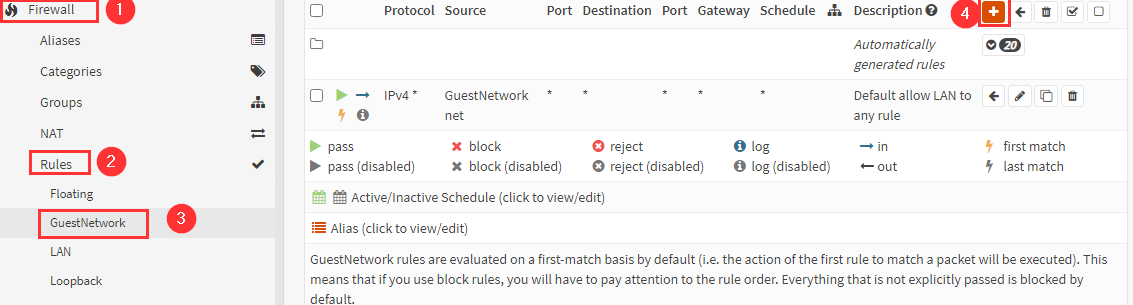 Firewall 1
Protocol Source Port Destination Port Gateway Schedule Description 4
Aliases
Automatically
generated rules
20
Categories
Groups
IPv4 * GuestNetwork
net
* * * * *
Default allow LAN to
any rule
NAT
Rules 2
pass block reject log in first match
pass (disabled) block (disabled) reject (disabled) log (disabled) out last match
Floating
Active/Inactive Schedule (click to view/edit)
GuestNetwork 3
Alias (click to view/edit)
LAN
Loopback
GuestNetwork rules are evaluated on a first-match basis by default (i.e. the action of the first rule to match a packet will be executed). This
means that if you use block rules, you will have to pay attention to the rule order. Everything that is not explicitly passed is blocked by
default.